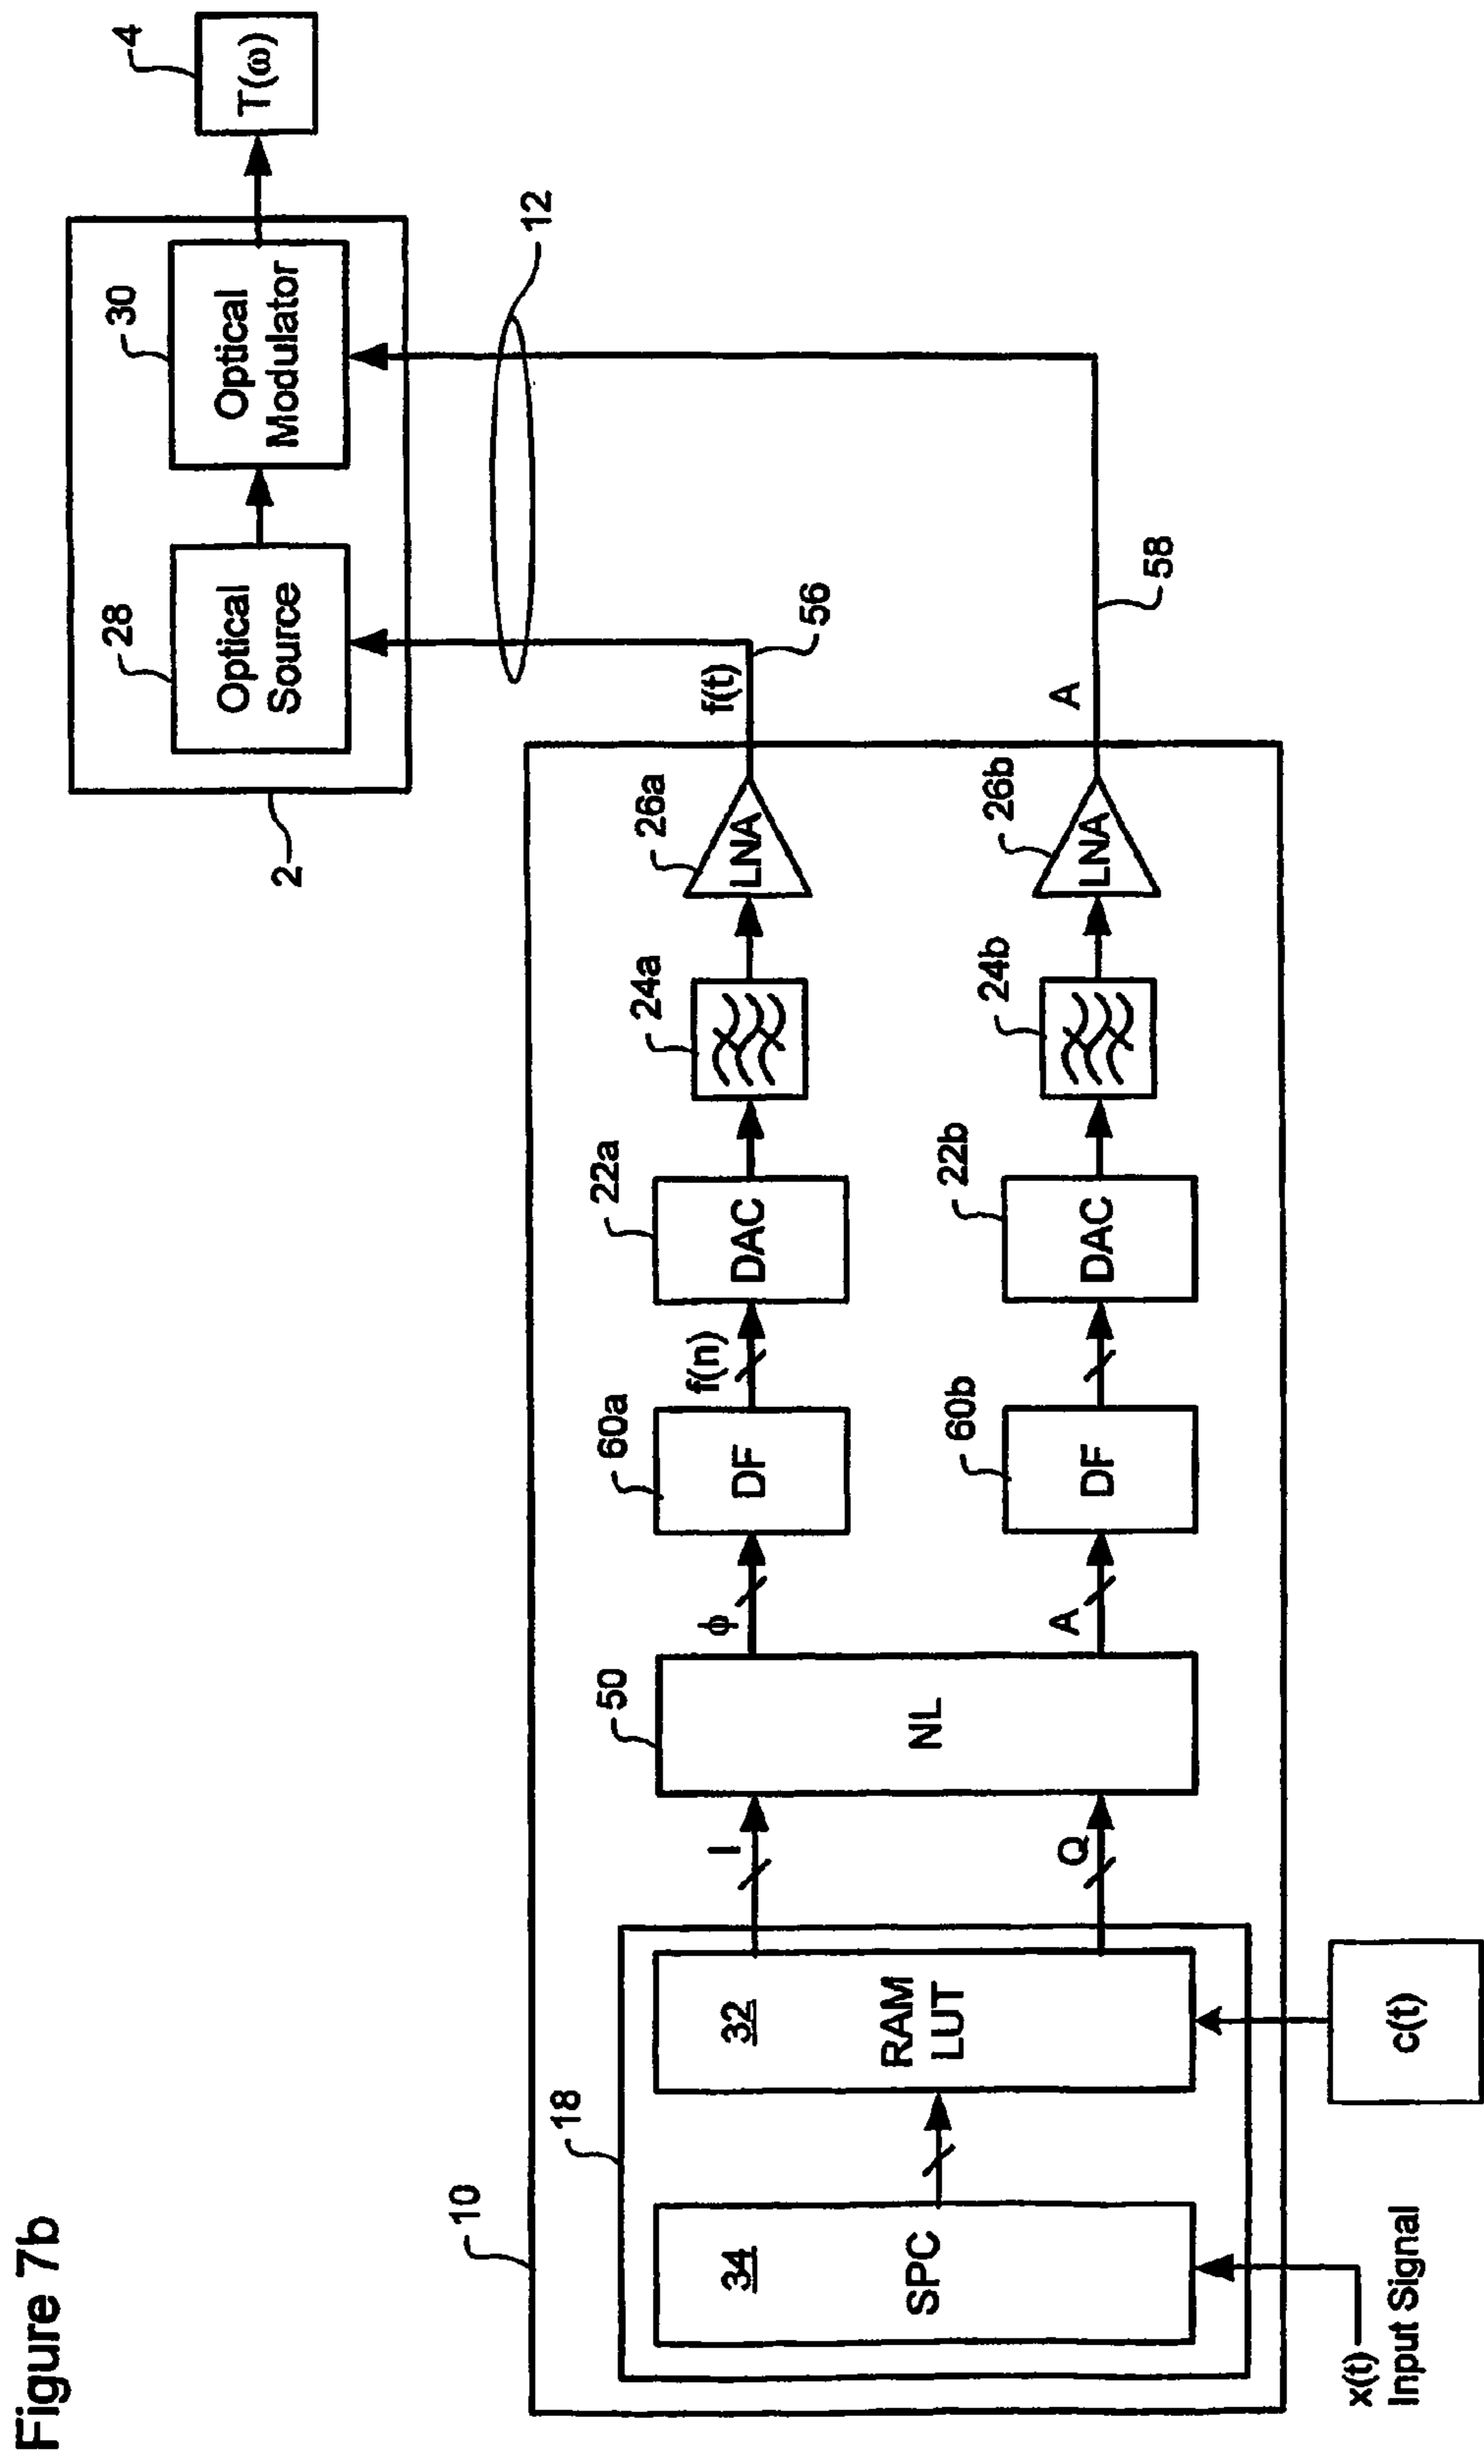 Figure 7b
10
18
34
SPC
32
RAM
LUT
x(t)
Input Signal
c(t)
I
Q
50
NL
ϕ
A
60a
DF
60b
DF
f(n)
22a
DAC
22b
DAC
24a
24b
26a
LNA
26b
LNA
f(t)
56
A
58
12
2
28
Optical
Source
30
Optical
Modulator
4
T(ω)